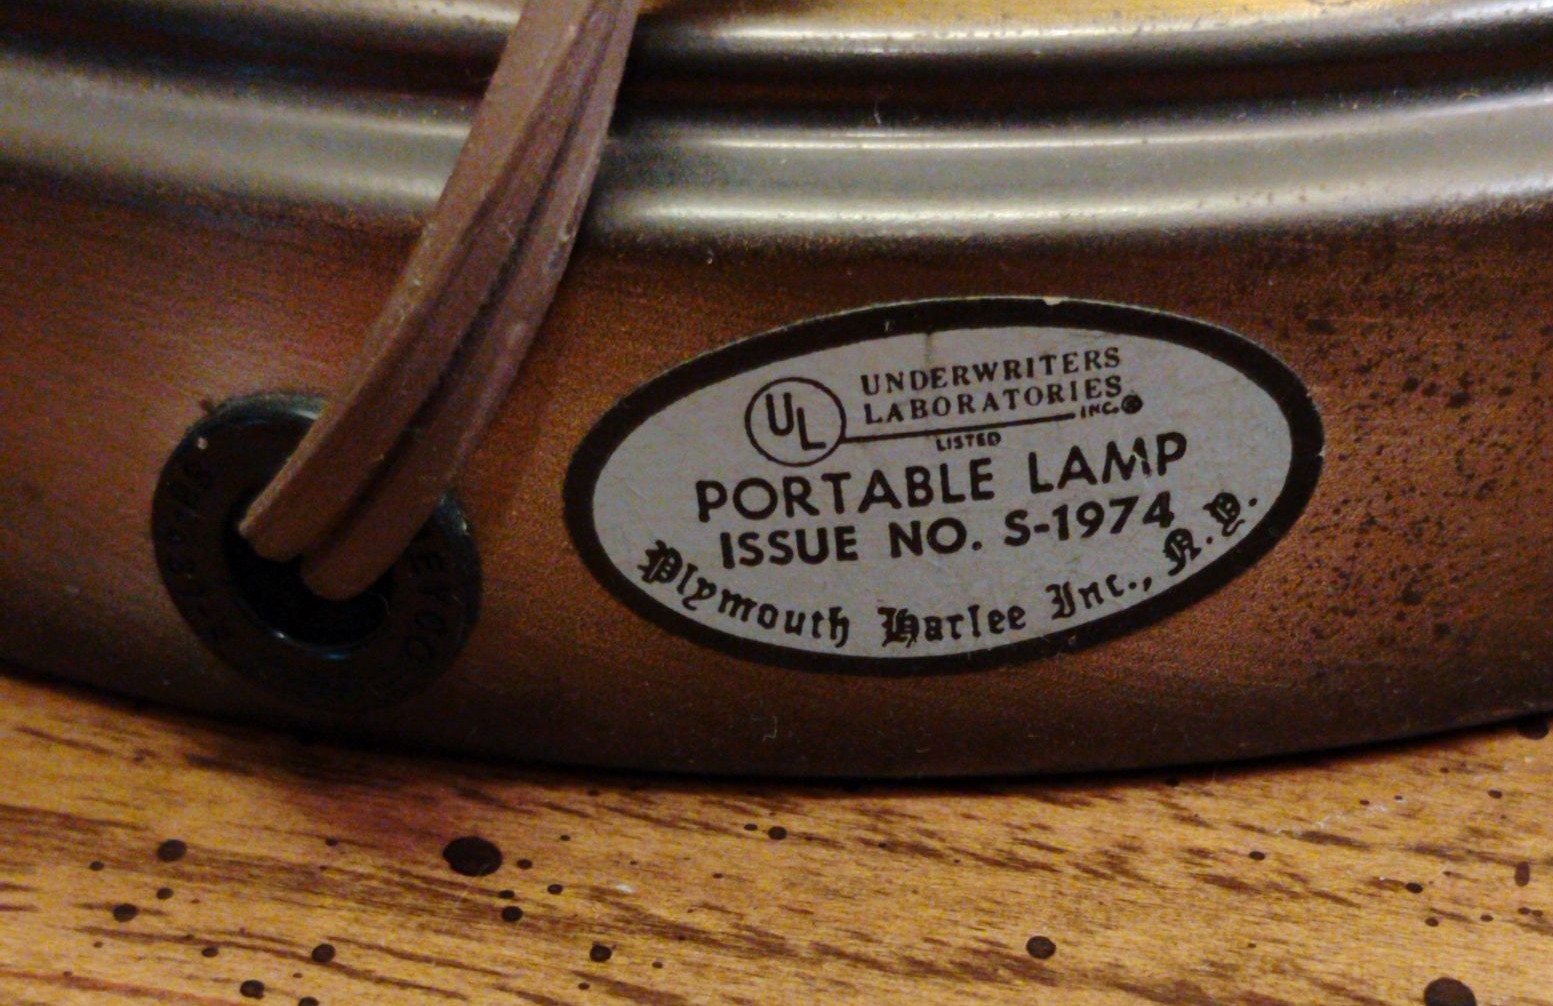 UL
UNDERWRITERS
LABORATORIES
INC.®
LISTED
PORTABLE LAMP
ISSUE NO. S-1974
Plymouth Harlee Inc., N.Y.